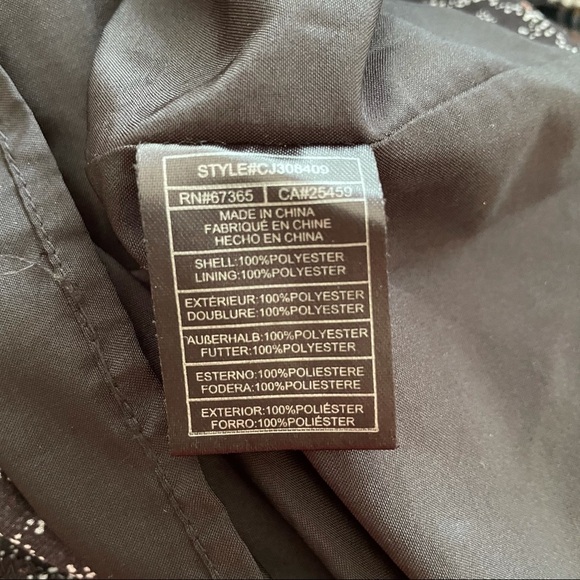 STYLE#CJ308409
RN#67365 CA#25459
MADE IN CHINA
FABRIQUÉ EN CHINE
HECHO EN CHINA
SHELL:100%POLYESTER
LINING:100%POLYESTER
EXTÉRIEUR:100%POLYESTER
DOUBLURE:100%POLYESTER
AUßERHALB:100%POLYESTER
FUTTER:100%POLYESTER
ESTERNO:100%POLIESTERE
FODERA:100%POLIESTERE
EXTERIOR:100%POLIÉSTER
FORRO:100%POLIÉSTER